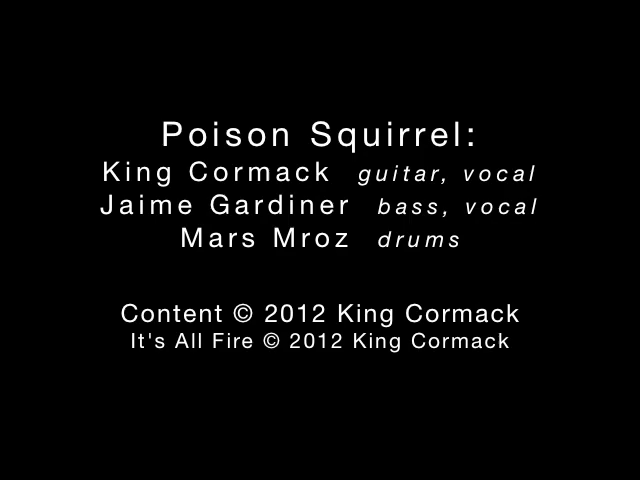 Poison Squirrel:
King Cormack guitar, vocal
Jaime Gardiner bass, vocal
Mars Mroz drums
Content © 2012 King Cormack
It's All Fire © 2012 King Cormack